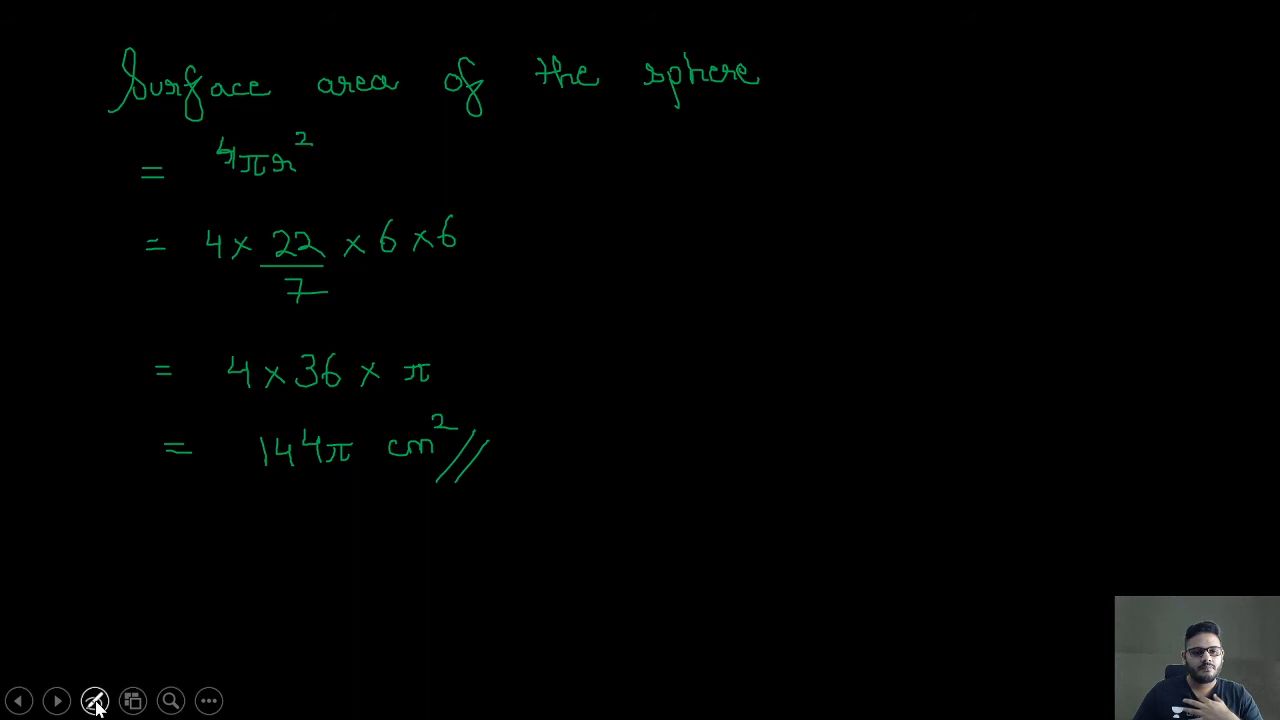 Surface area of the sphere
= 4πr²
= 4 × 22/7 × 6 × 6
= 4 × 36 × π
= 144π cm² //